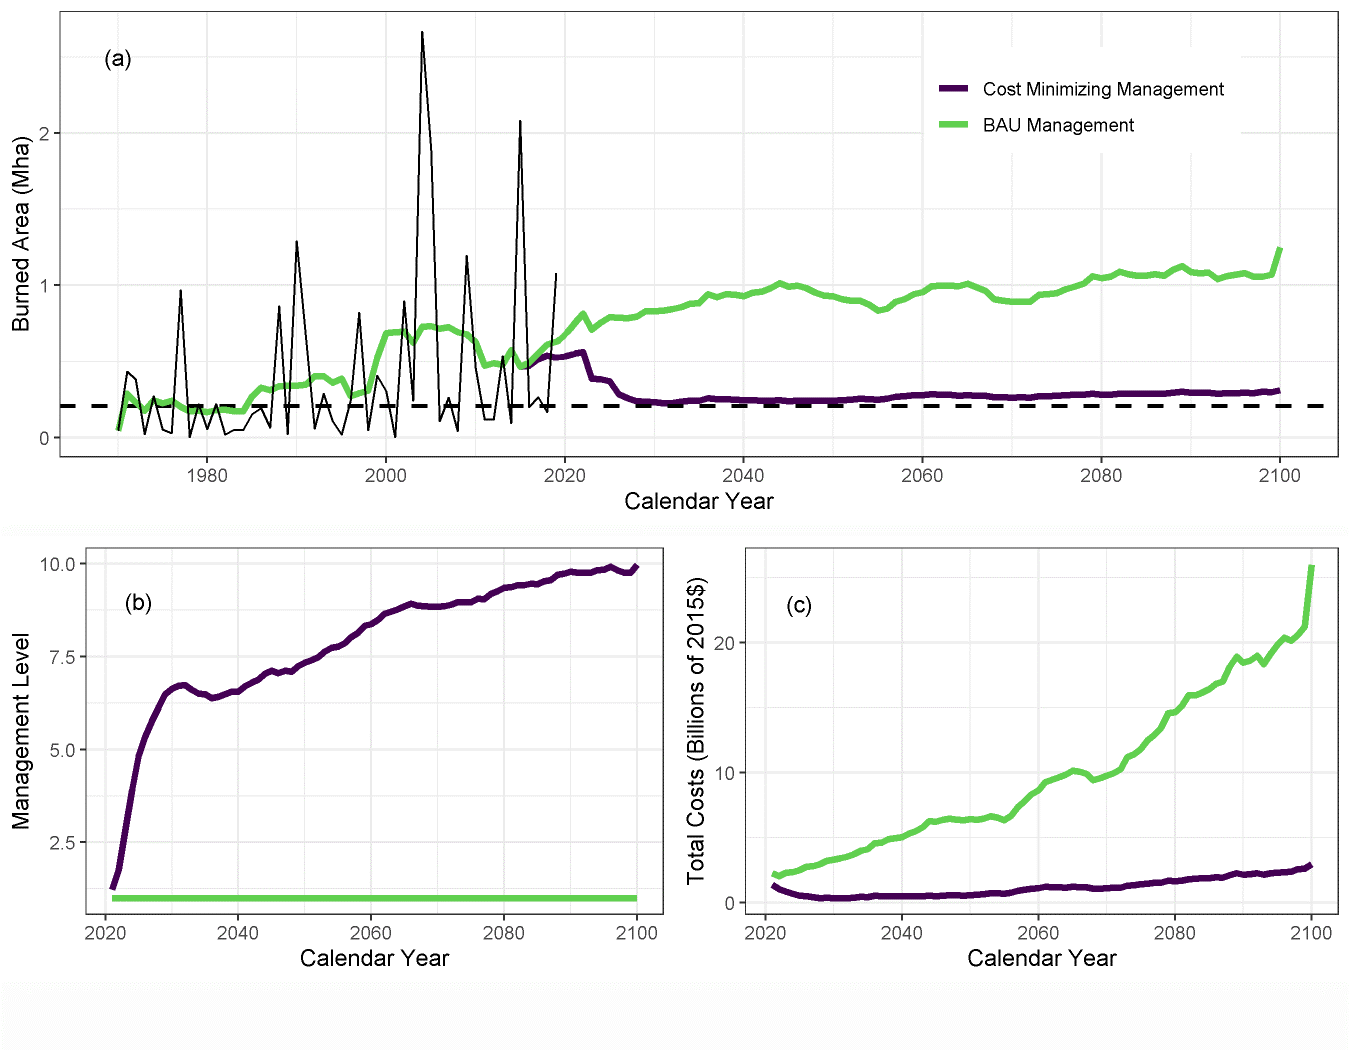 (a)
Cost Minimizing Management
BAU Management
Burned Area (Mha)
2
1
0
1980 2000 2020 2040 2060 2080 2100
Calendar Year
(b)
Management Level
10.0
7.5
5.0
2.5
2020 2040 2060 2080 2100
Calendar Year
(c)
Total Costs (Billions of 2015$)
20
10
0
2020 2040 2060 2080 2100
Calendar Year